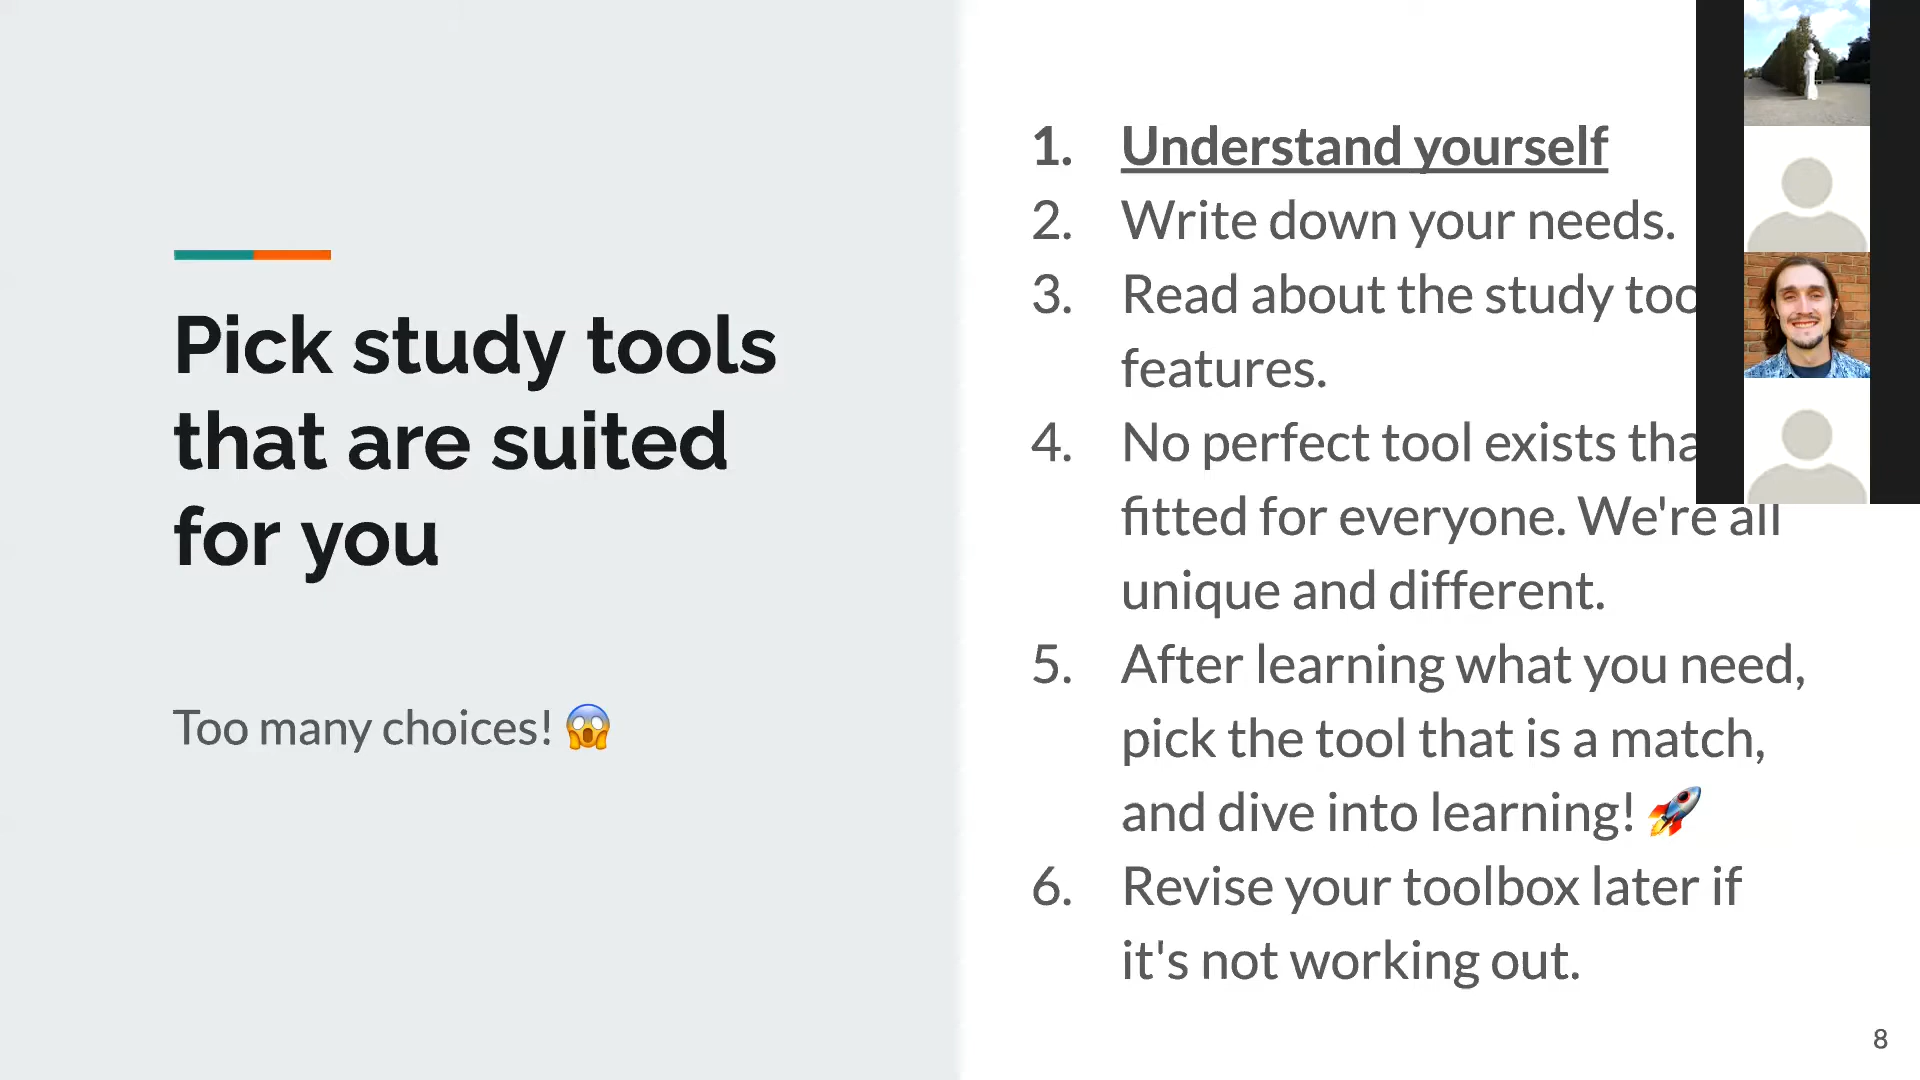 Pick study tools
that are suited
for you
Too many choices! 😱
1. Understand yourself
2. Write down your needs.
3. Read about the study
features.
4. No perfect tool exists
fitted for everyone. We're all
unique and different.
5. After learning what you need,
pick the tool that is a match,
and dive into learning! 🚀
6. Revise your toolbox later if
it's not working out.
8